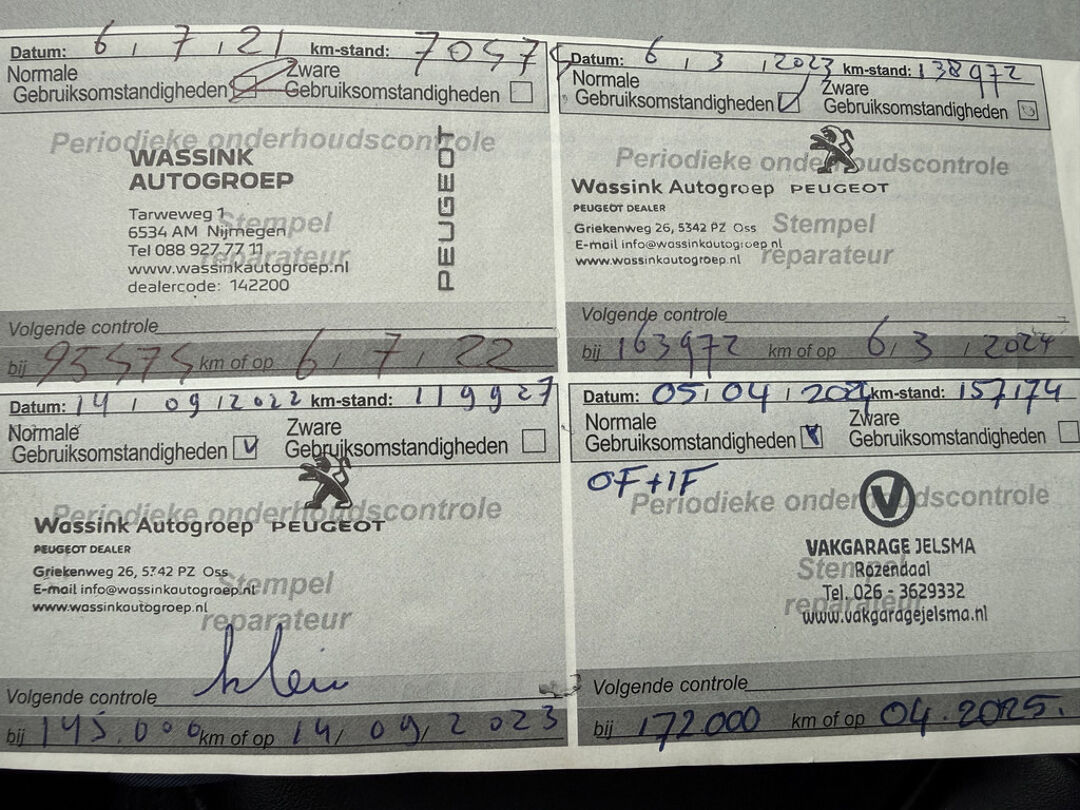 Datum: 6 / 7 / 21 km-stand:
Normale Gebruiksomstandigheden Zware Gebruiksomstandigheden
Periodieke onderhoudscontrole
WASSINK
AUTOGROEP
PEUGEOT
Tarweweg 1
6534 AM Nijmegen
Tel 088 927 77 11
www.wassinkautogroep.nl
dealercode: 142200
Stempel
reparateur
Volgende controle
bij km of op 6 / 7 / 22
Datum: 6 / 3 / 2023 km-stand: 138972
Normale Gebruiksomstandigheden Zware Gebruiksomstandigheden
Periodieke onderhoudscontrole
Wassink Autogroep PEUGEOT
PEUGEOT DEALER
Griekenweg 26, 5342 PZ Oss
E-mail info@wassinkautogroep.nl
www.wassinkautogroep.nl
Stempel
reparateur
Volgende controle
bij 163972 km of op 6 / 3 / 2024
Datum: 14 / 09 / 2022 km-stand: 119927
Normale Gebruiksomstandigheden Zware Gebruiksomstandigheden
Periodieke onderhoudscontrole
Wassink Autogroep PEUGEOT
PEUGEOT DEALER
Griekenweg 26, 5342 PZ Oss
E-mail info@wassinkautogroep.nl
www.wassinkautogroep.nl
Stempel
reparateur
klein
Volgende controle
bij 145.000 km of op 14 / 09 / 2023
Datum: 05 / 04 / 2024 km-stand: 157174
Normale Gebruiksomstandigheden Zware Gebruiksomstandigheden
OF+IF
Periodieke onderhoudscontrole
V
VAKGARAGE JELSMA
Rozendaal
Tel. 026 - 3629332
www.vakgaragejelsma.nl
Stempel
reparateur
Volgende controle
bij 172.000 km of op 04.2025.